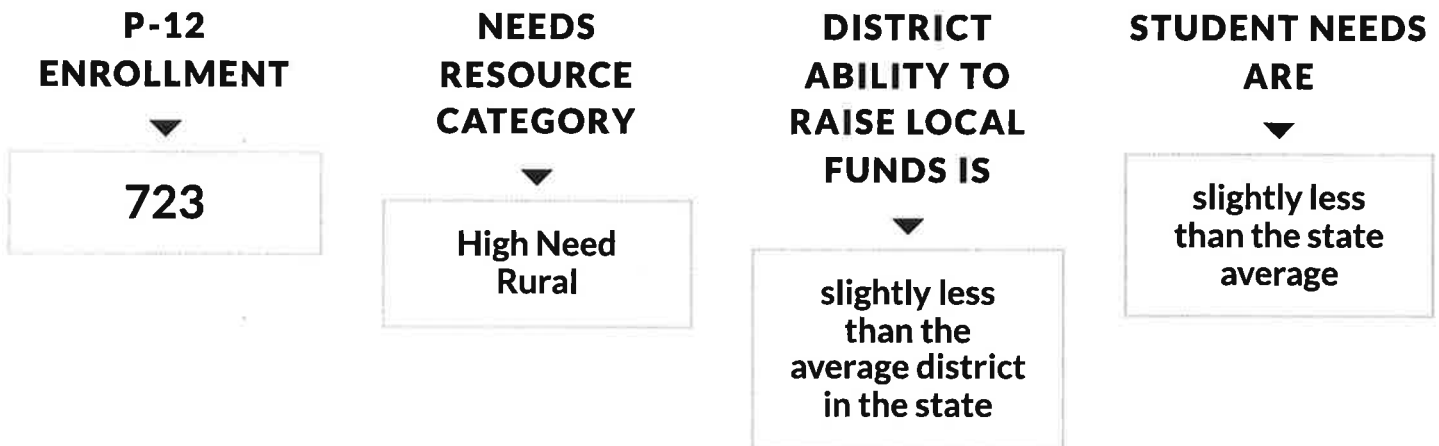 P-12
ENROLLMENT
723
NEEDS
RESOURCE
CATEGORY
High Need
Rural
DISTRICT
ABILITY TO
RAISE LOCAL
FUNDS IS
slightly less
than the
average district
in the state
STUDENT NEEDS
ARE
slightly less
than the state
average